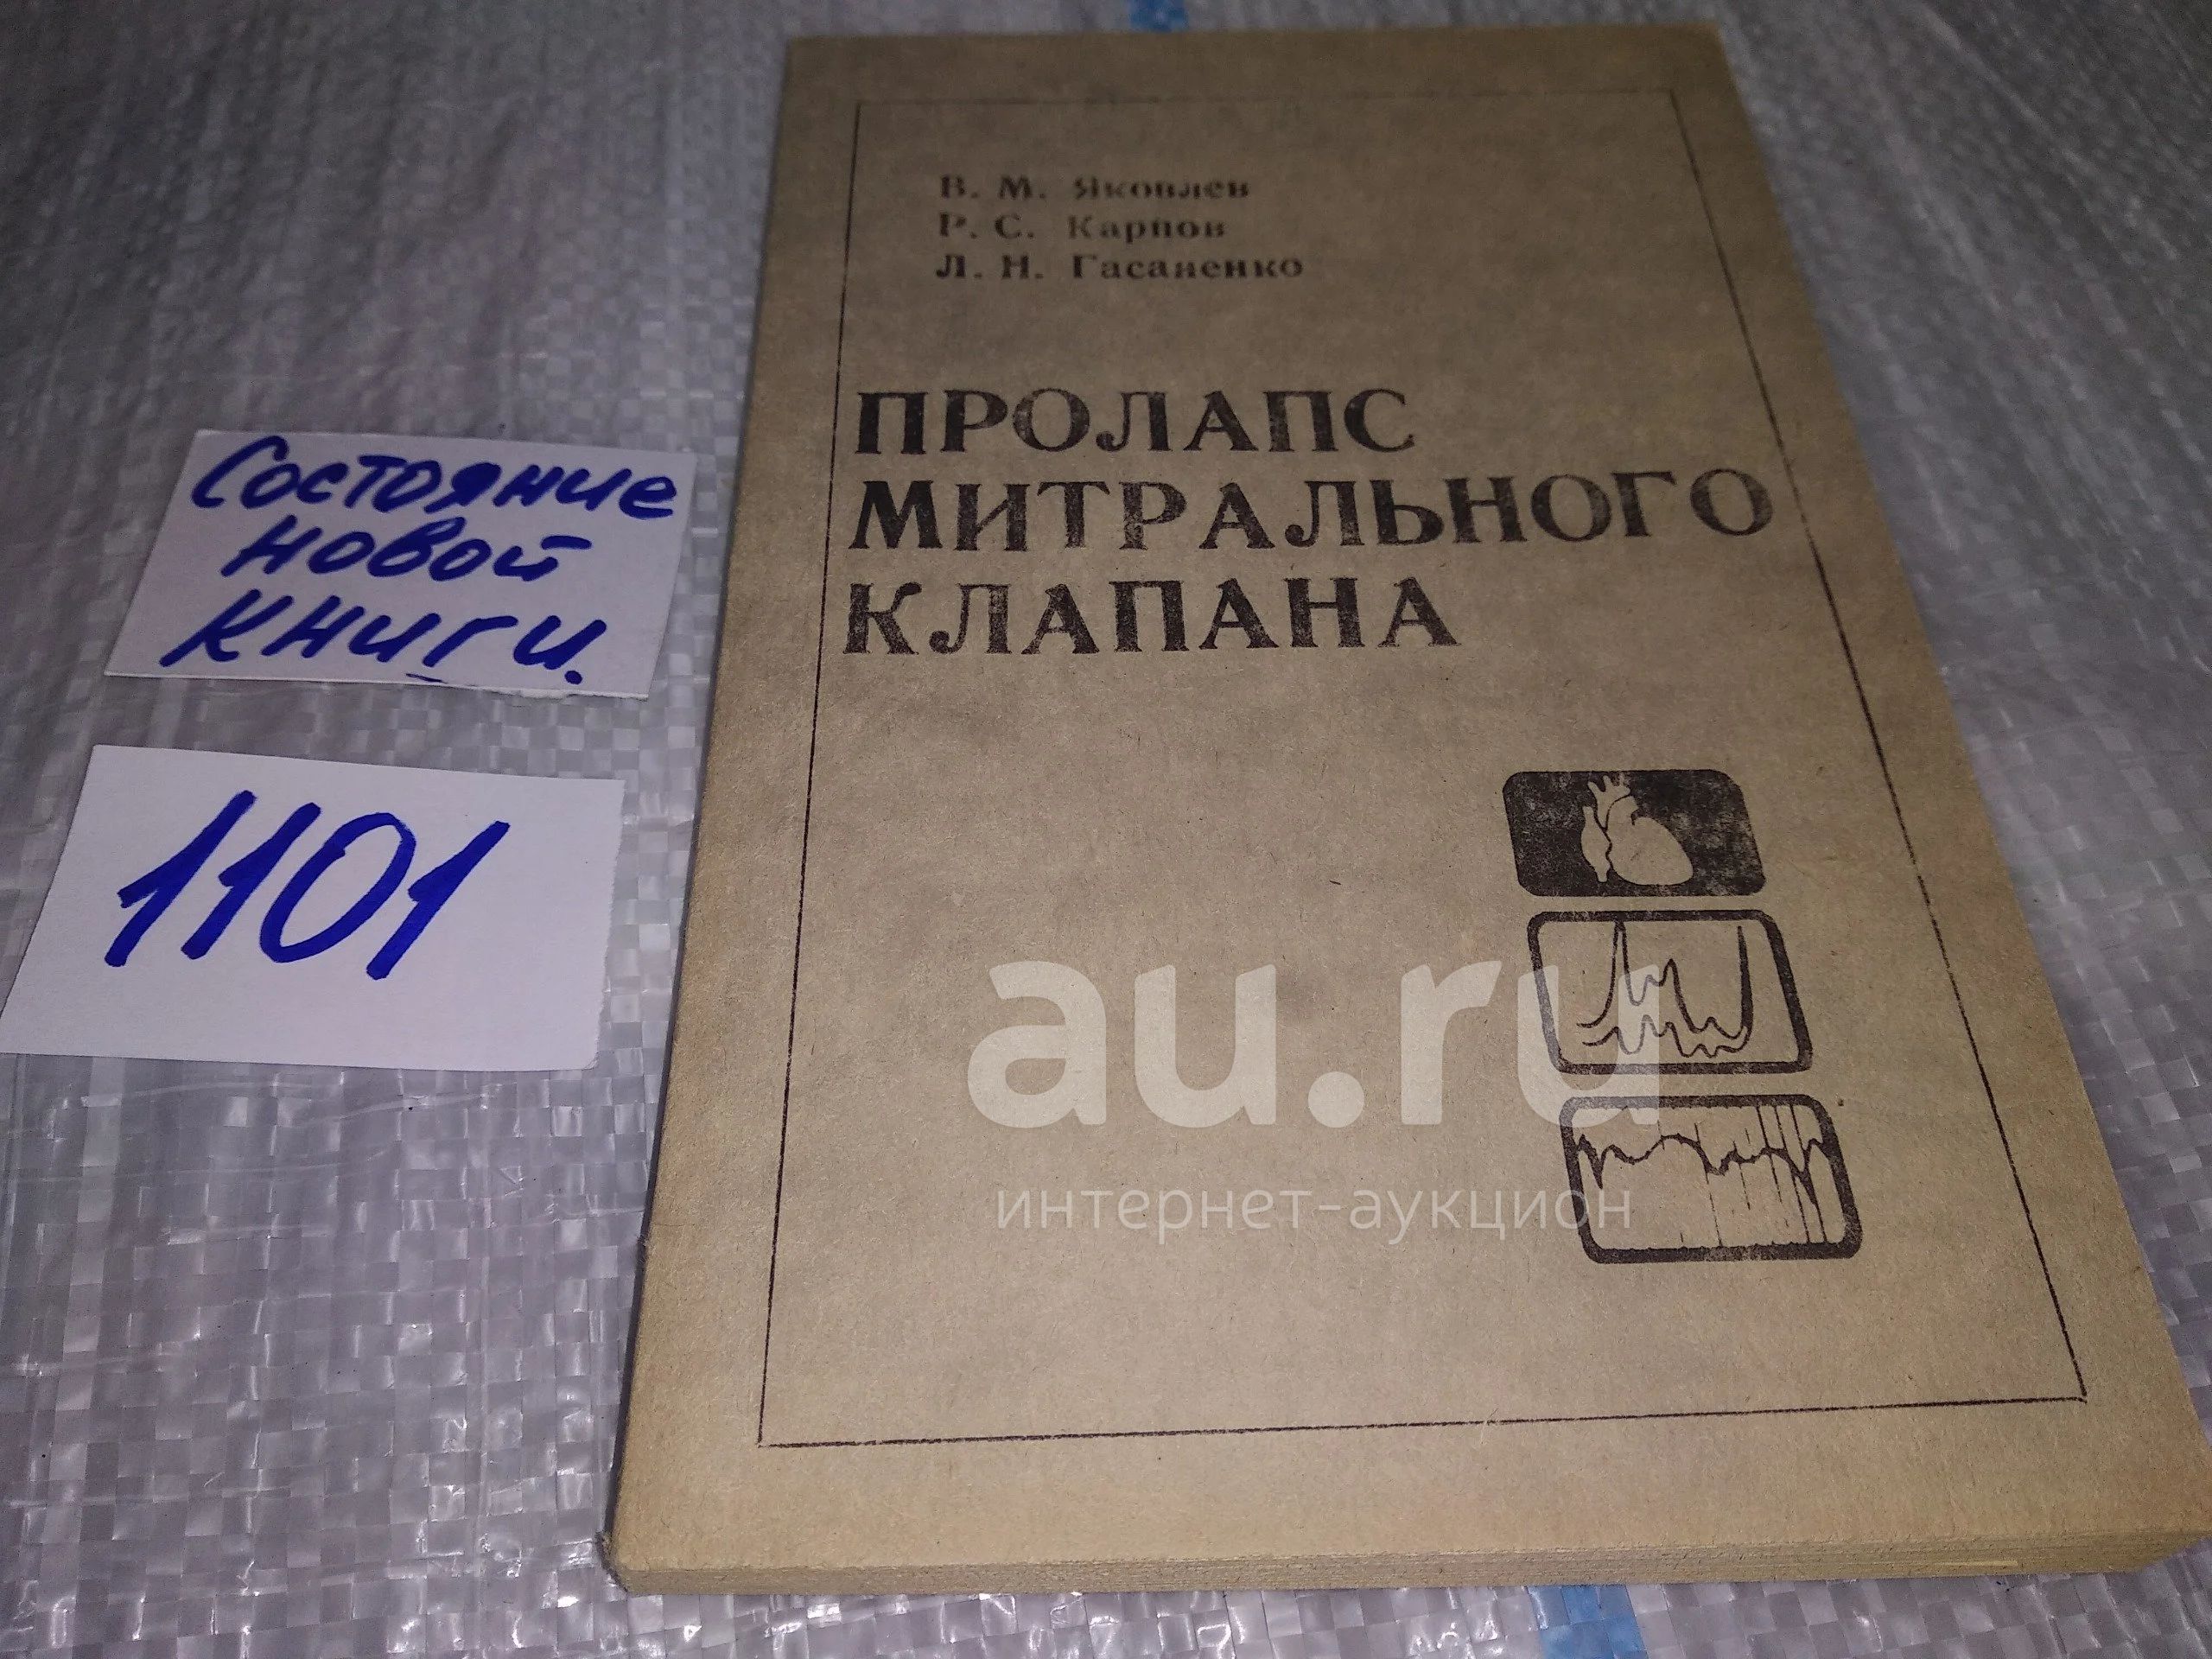 В. М. Яковлев
Р. С. Карпов
Л. Н. Гасаненко
ПРОЛАПС
МИТРАЛЬНОГО
КЛАПАНА
Состояние
новой
книги.
1101
au.ru
интернет-аукцион